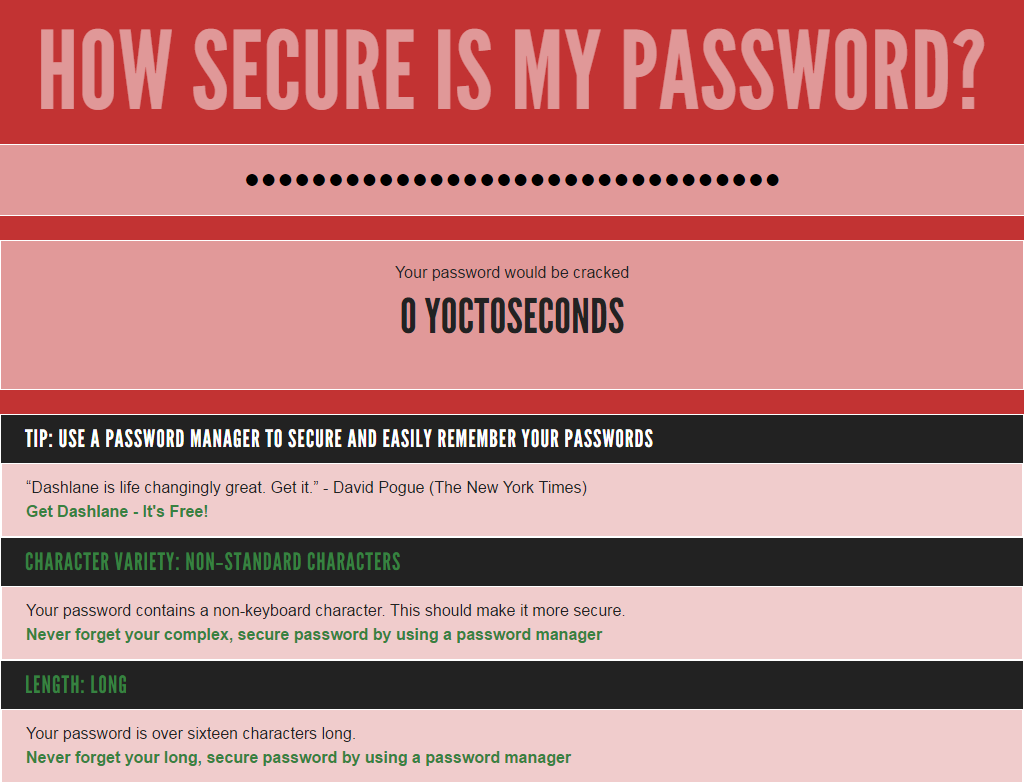 HOW SECURE IS MY PASSWORD?
••••••••••••••••••••••••••••••••
Your password would be cracked
0 YOCTOSECONDS
TIP: USE A PASSWORD MANAGER TO SECURE AND EASILY REMEMBER YOUR PASSWORDS
“Dashlane is life changingly great. Get it.” - David Pogue (The New York Times)
Get Dashlane - It's Free!
CHARACTER VARIETY: NON-STANDARD CHARACTERS
Your password contains a non-keyboard character. This should make it more secure.
Never forget your complex, secure password by using a password manager
LENGTH: LONG
Your password is over sixteen characters long.
Never forget your long, secure password by using a password manager